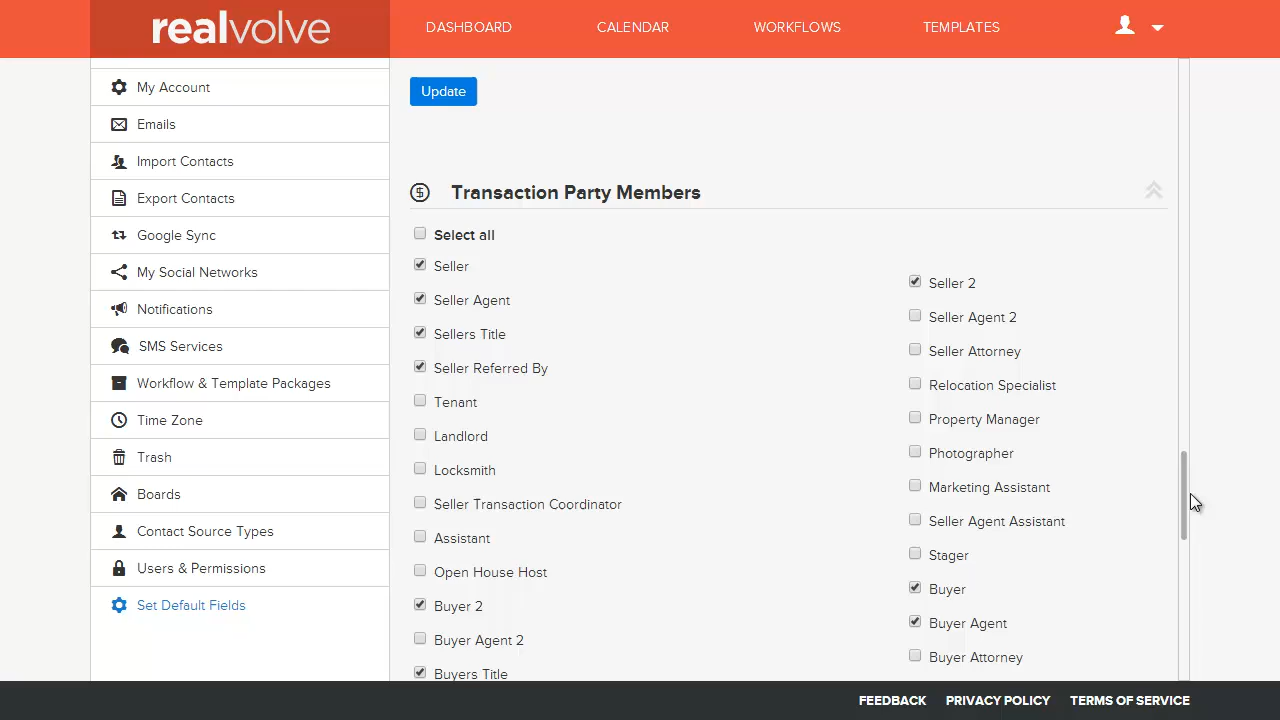 realvolve
DASHBOARD
CALENDAR
WORKFLOWS
TEMPLATES
My Account
Emails
Import Contacts
Export Contacts
Google Sync
My Social Networks
Notifications
SMS Services
Workflow & Template Packages
Time Zone
Trash
Boards
Contact Source Types
Users & Permissions
Set Default Fields
Update
Transaction Party Members
Select all
Seller
Seller Agent
Sellers Title
Seller Referred By
Tenant
Landlord
Locksmith
Seller Transaction Coordinator
Assistant
Open House Host
Buyer 2
Buyer Agent 2
Buyers Title
Seller 2
Seller Agent 2
Seller Attorney
Relocation Specialist
Property Manager
Photographer
Marketing Assistant
Seller Agent Assistant
Stager
Buyer
Buyer Agent
Buyer Attorney
FEEDBACK
PRIVACY POLICY
TERMS OF SERVICE